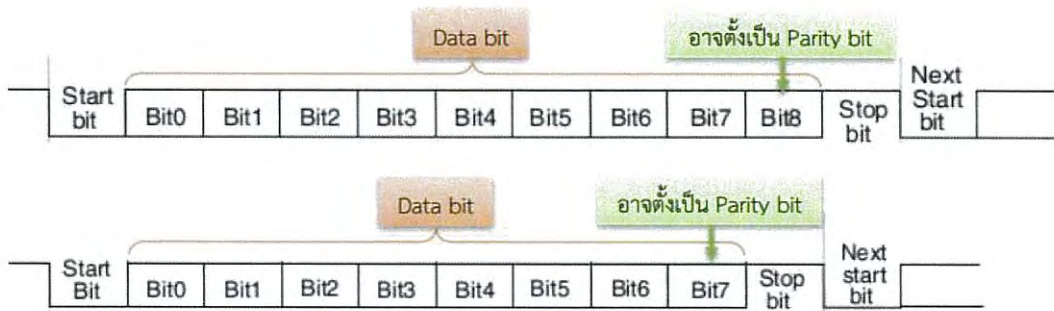 Data bit
อาจตั้งเป็น Parity bit
Start bit
Bit0
Bit1
Bit2
Bit3
Bit4
Bit5
Bit6
Bit7
Bit8
Stop bit
Next Start bit
Data bit
อาจตั้งเป็น Parity bit
Start Bit
Bit0
Bit1
Bit2
Bit3
Bit4
Bit5
Bit6
Bit7
Stop bit
Next start bit